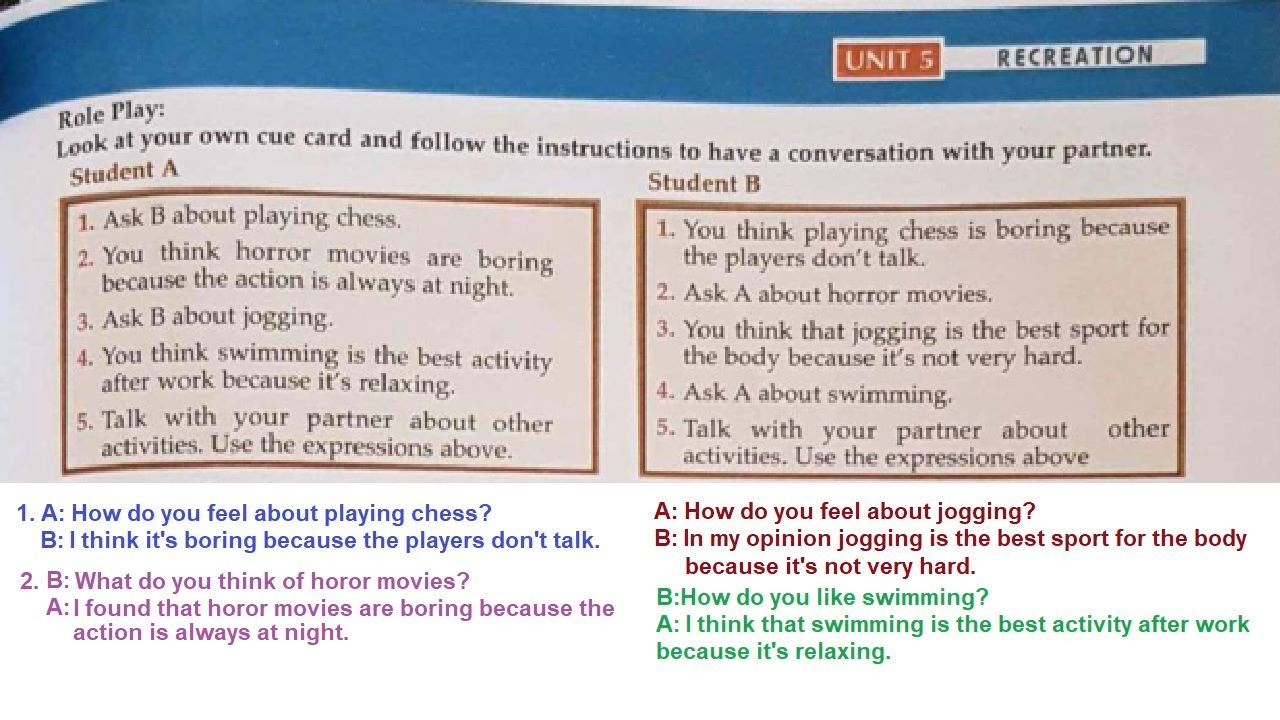 UNIT 5 RECREATION
Role Play:
Look at your own cue card and follow the instructions to have a conversation with your partner.
Student A
1. Ask B about playing chess.
2. You think horror movies are boring
because the action is always at night.
3. Ask B about jogging.
4. You think swimming is the best activity
after work because it's relaxing.
5. Talk with your partner about other
activities. Use the expressions above.
Student B
1. You think playing chess is boring because
the players don't talk.
2. Ask A about horror movies.
3. You think that jogging is the best sport for
the body because it's not very hard.
4. Ask A about swimming.
5. Talk with your partner about other
activities. Use the expressions above
1. A: How do you feel about playing chess?
B: I think it's boring because the players don't talk.
2. B: What do you think of horor movies?
A: I found that horor movies are boring because the
action is always at night.
A: How do you feel about jogging?
B: In my opinion jogging is the best sport for the body
because it's not very hard.
B:How do you like swimming?
A: I think that swimming is the best activity after work
because it's relaxing.